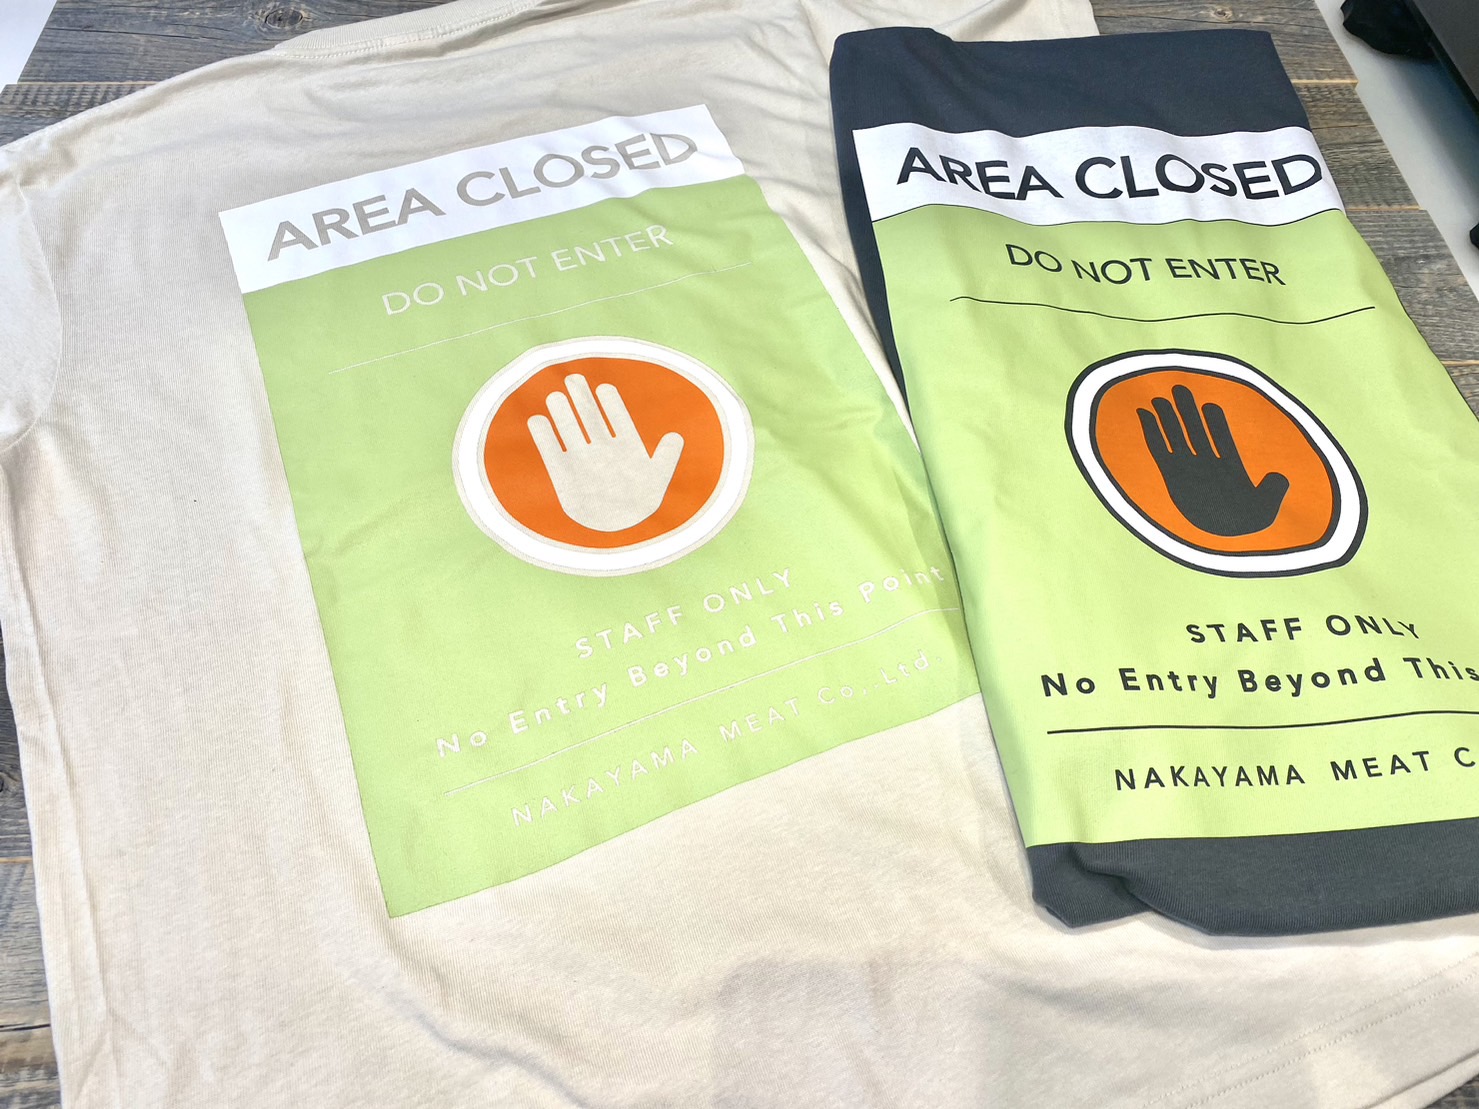 AREA CLOSED
DO NOT ENTER
STAFF ONLY
No Entry Beyond This Point
NAKAYAMA MEAT Co,.Ltd.
AREA CLOSED
DO NOT ENTER
STAFF ONLY
No Entry Beyond This
NAKAYAMA MEAT C